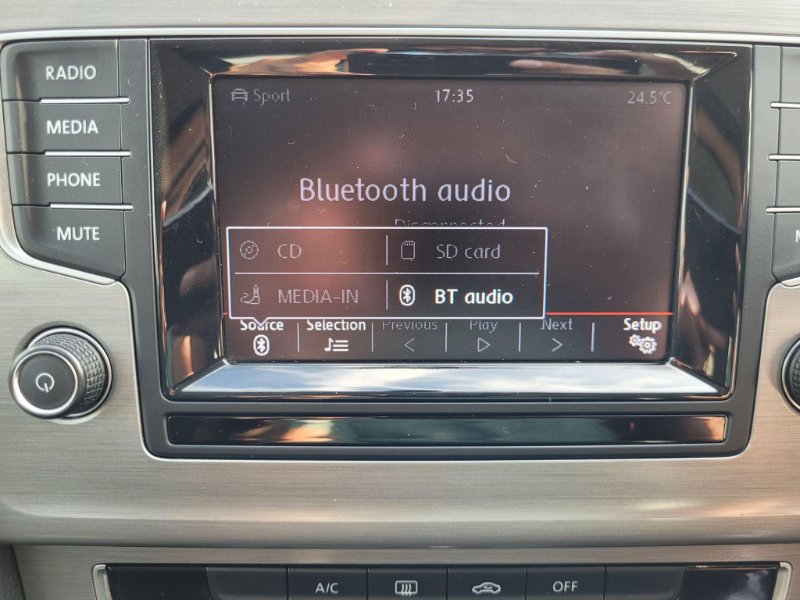 RADIO
MEDIA
PHONE
MUTE
Sport 17:35 24.5°C
Bluetooth audio
Disconnected
CD SD card
MEDIA-IN BT audio
Source Selection Previous Play Next Setup
A/C OFF